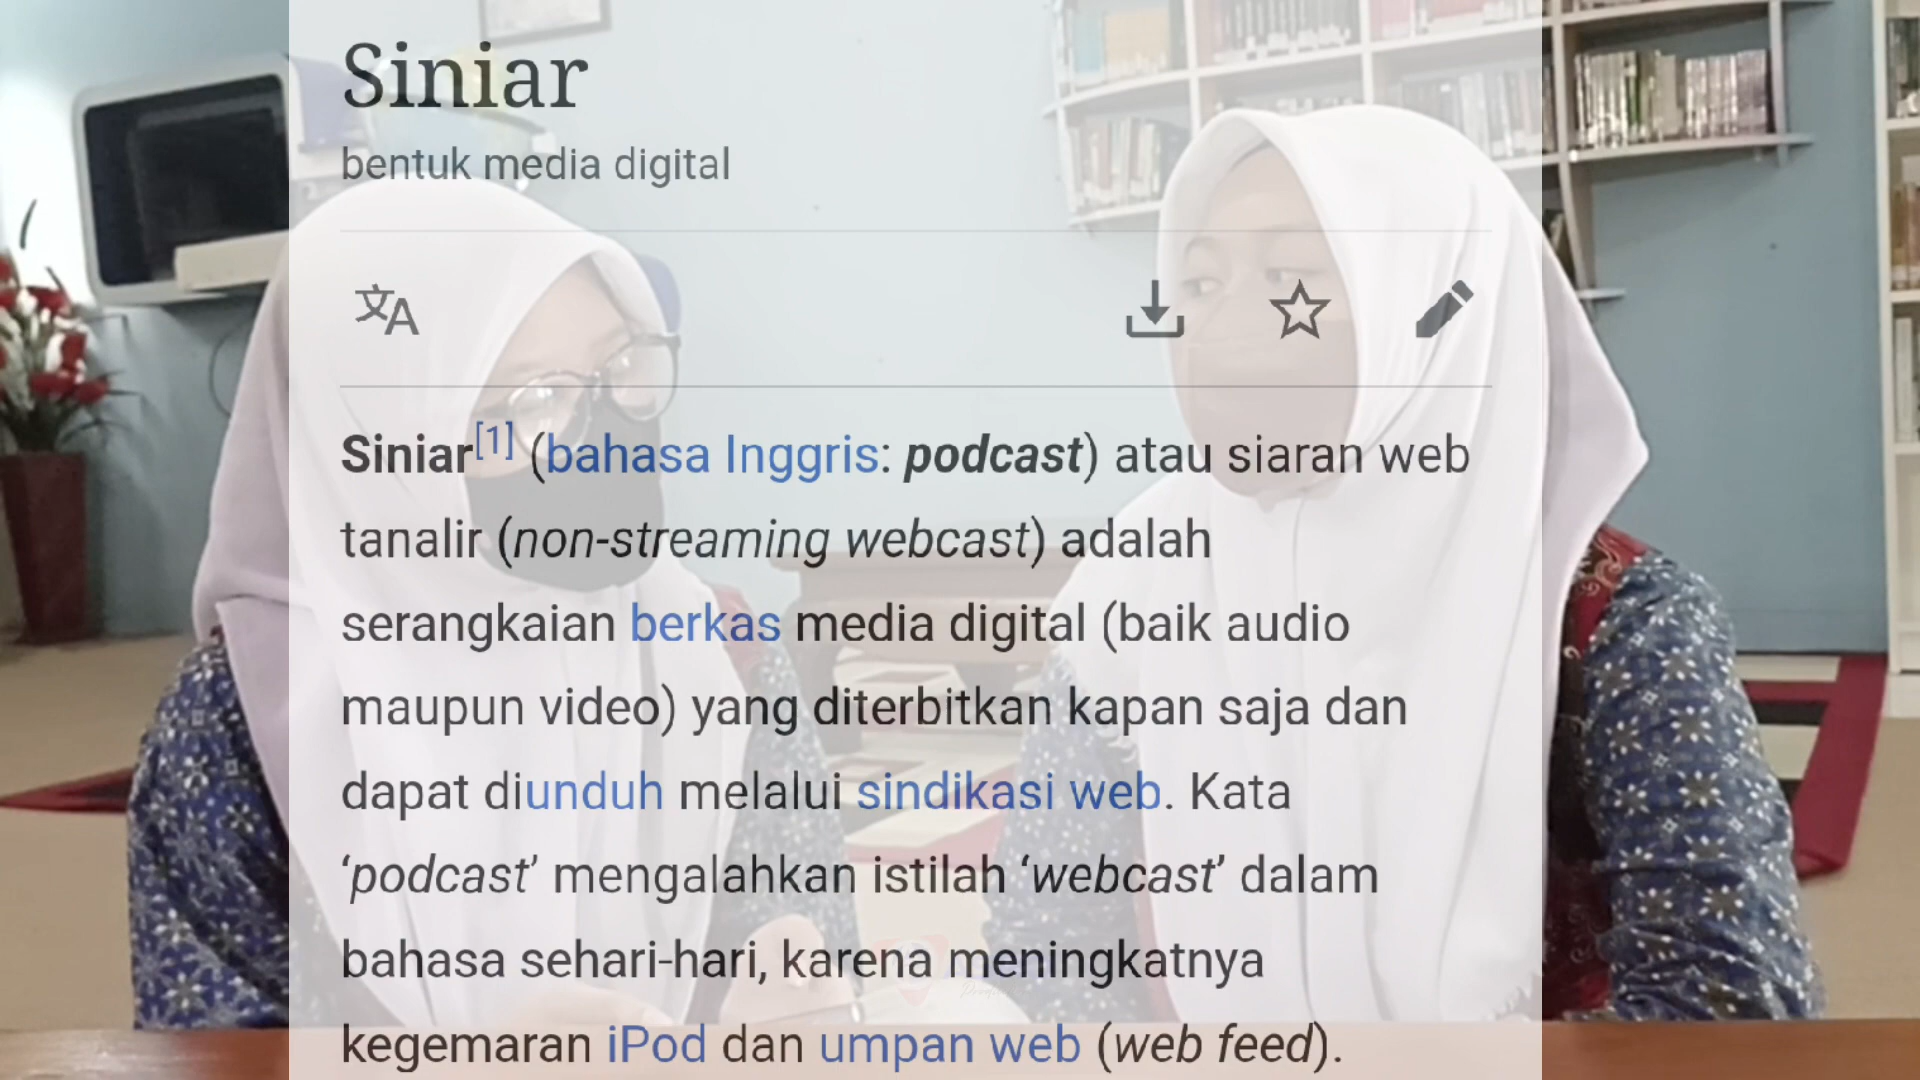 Siniar
bentuk media digital
Siniar[1] (bahasa Inggris: podcast) atau siaran web
tanalir (non-streaming webcast) adalah
serangkaian berkas media digital (baik audio
maupun video) yang diterbitkan kapan saja dan
dapat diunduh melalui sindikasi web. Kata
‘podcast’ mengalahkan istilah ‘webcast’ dalam
bahasa sehari-hari, karena meningkatnya
kegemaran iPod dan umpan web (web feed).